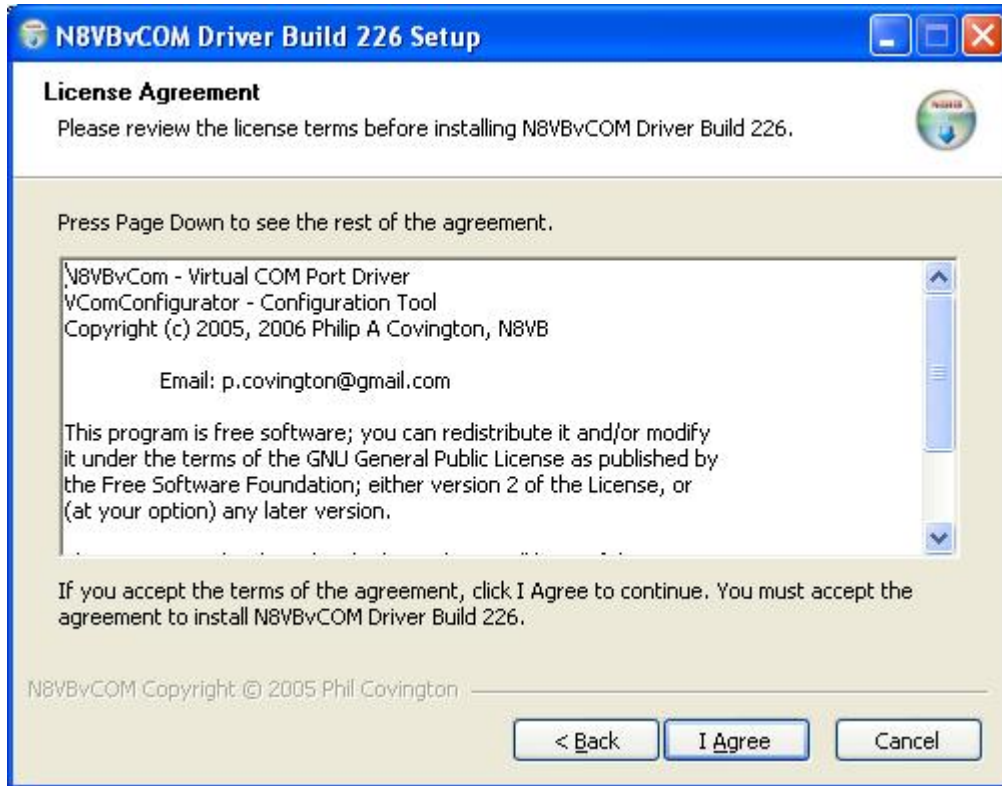 N8VBvCOM Driver Build 226 Setup
License Agreement
Please review the license terms before installing N8VBvCOM Driver Build 226.
Press Page Down to see the rest of the agreement.
N8VBvCom - Virtual COM Port Driver
VComConfigurator - Configuration Tool
Copyright (c) 2005, 2006 Philip A Covington, N8VB
Email: p.covington@gmail.com
This program is free software; you can redistribute it and/or modify
it under the terms of the GNU General Public License as published by
the Free Software Foundation; either version 2 of the License, or
(at your option) any later version.
If you accept the terms of the agreement, click I Agree to continue. You must accept the
agreement to install N8VBvCOM Driver Build 226.
N8VBvCOM Copyright © 2005 Phil Covington
< Back
I Agree
Cancel